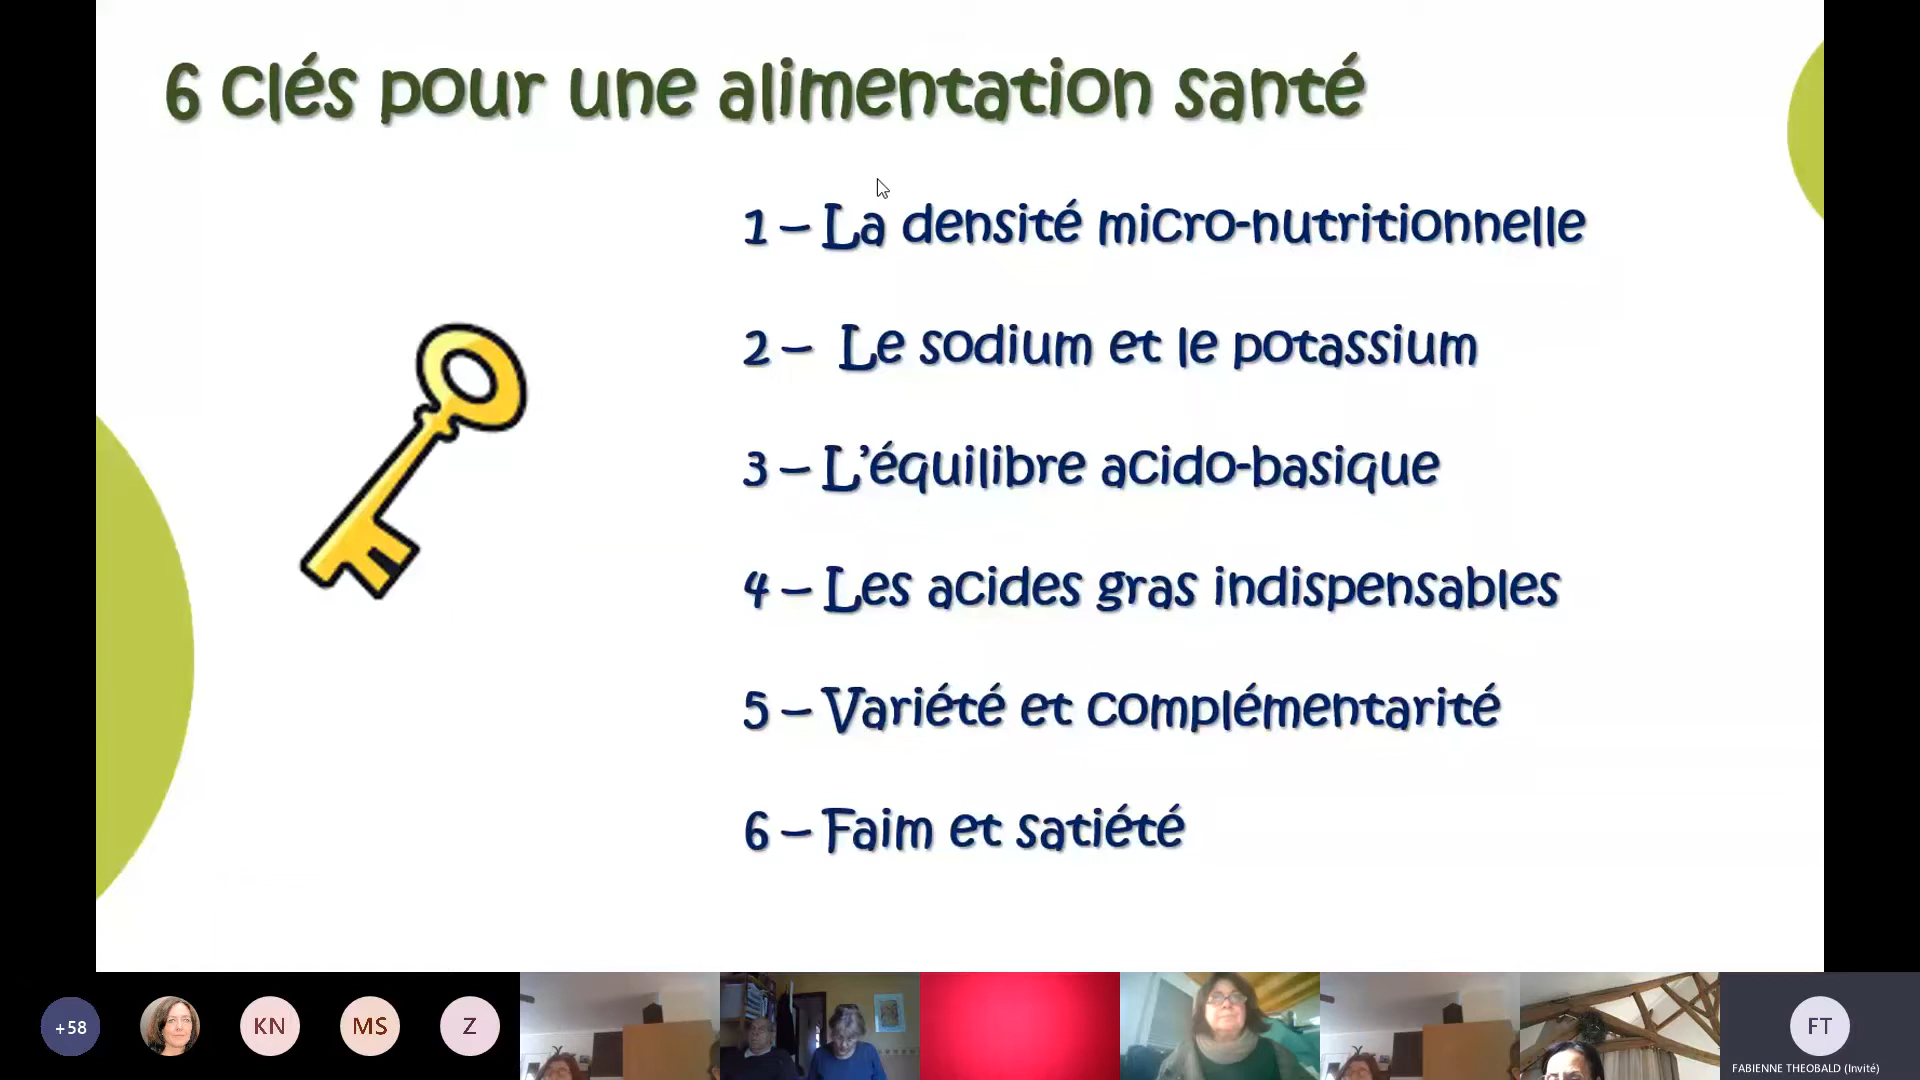 6 clés pour une alimentation santé
1 – La densité micro-nutritionnelle
2 – Le sodium et le potassium
3 – L'équilibre acido-basique
4 – Les acides gras indispensables
5 – Variété et complémentarité
6 – Faim et satiété
+58
KN
MS
Z
FT
FABIENNE THEOBALD (Invité)